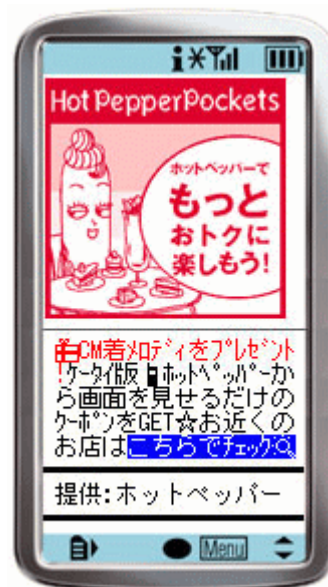 Hot PepperPockets
ホットペッパーで
もっと
おトクに
楽しもう!
CM着メロディをプレゼント
!ケータイ版ホットペッパーか
ら画面を見せるだけの
クーポンをGET☆お近くの
お店はこちらでチェック
提供:ホットペッパー
Menu